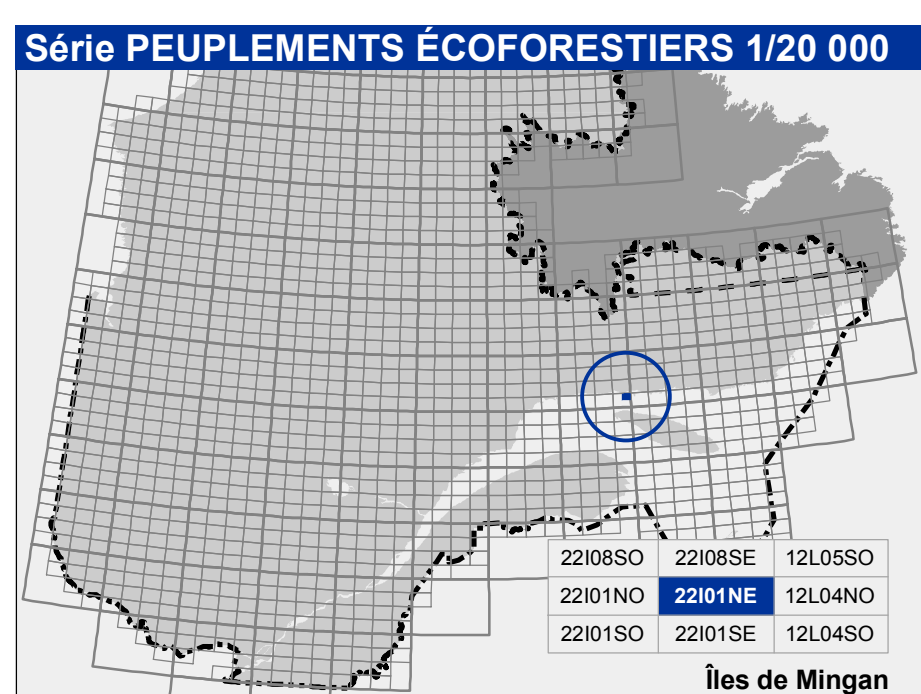 Série PEUPLEMENTS ÉCOFORESTIERS 1/20 000
22I08SO 22I08SE 12L05SO
22I01NO 22I01NE 12L04NO
22I01SO 22I01SE 12L04SO
Îles de Mingan